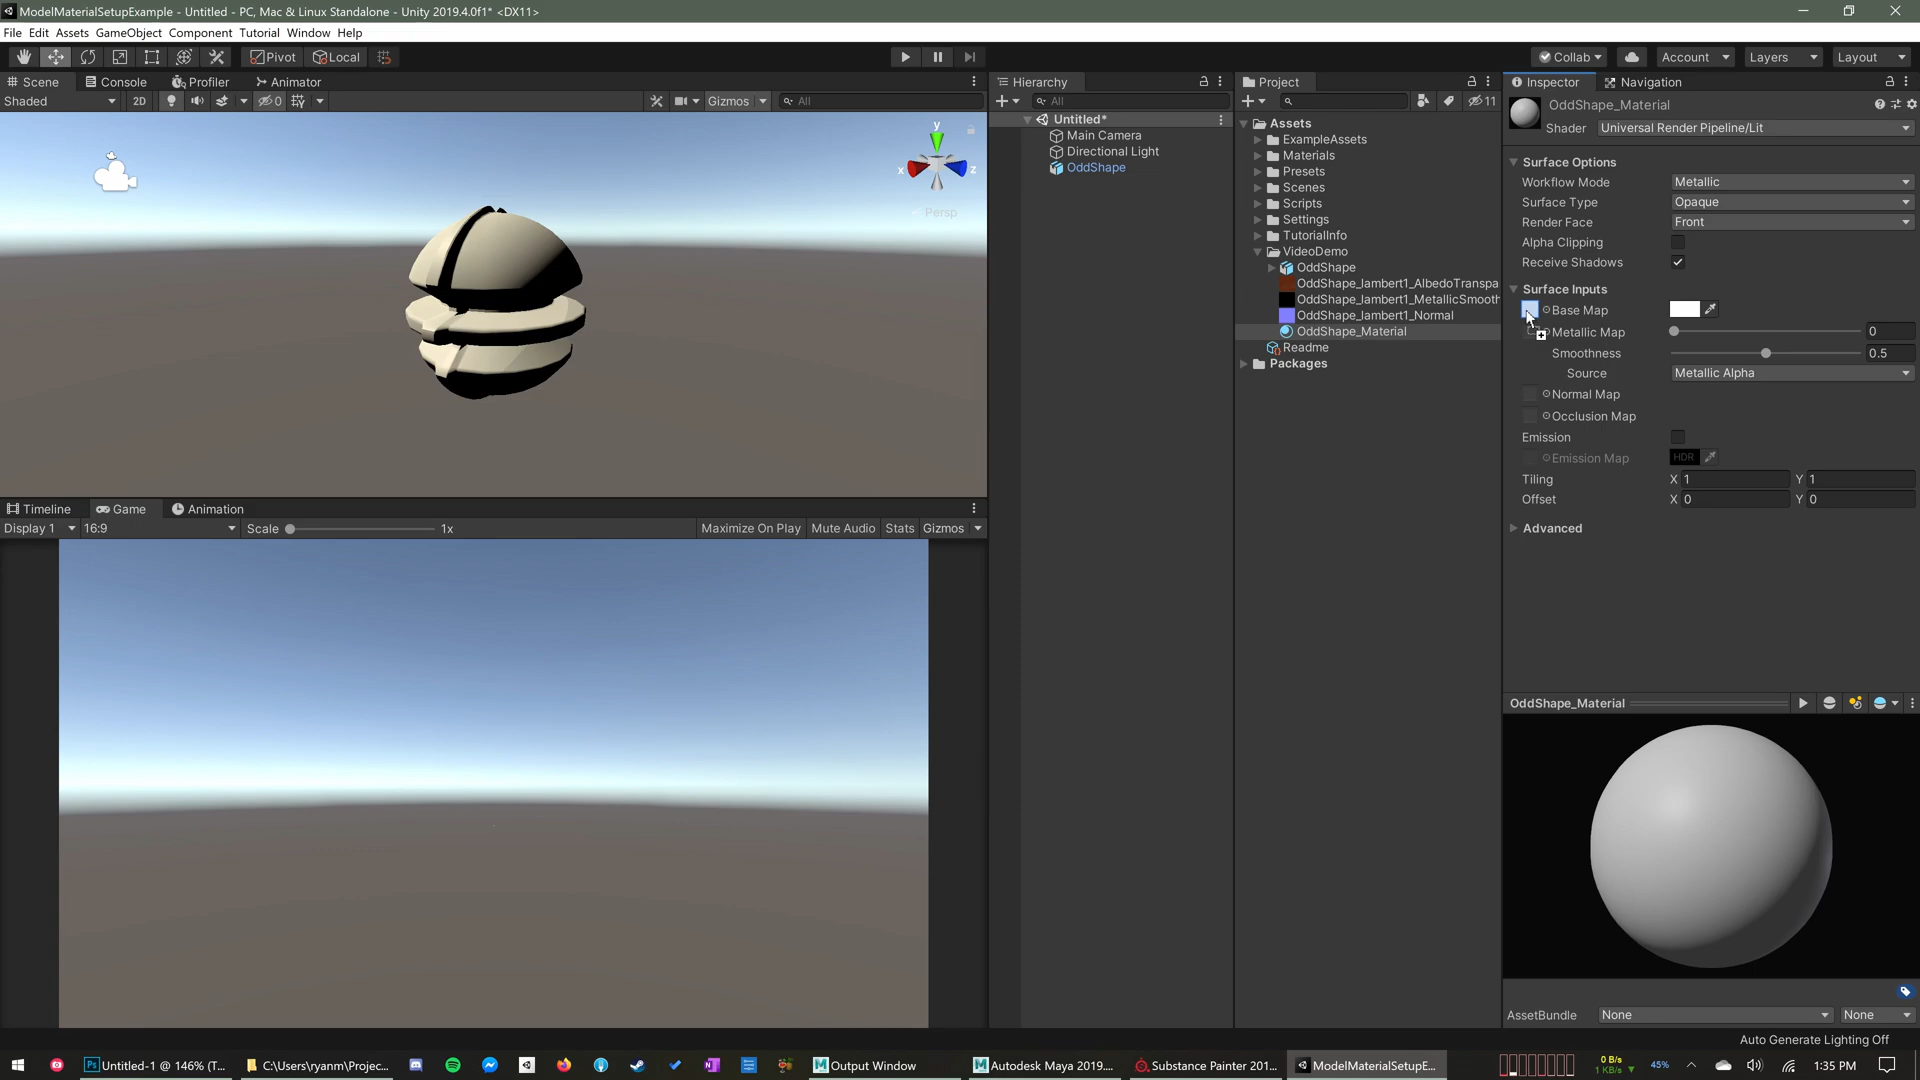 ModelMaterialSetupExample - Untitled - PC, Mac & Linux Standalone - Unity 2019.4.0f1* <DX11>
File Edit Assets GameObject Component Tutorial Window Help
Pivot Local Collab Account Layers Layout
Scene Console Profiler Animator
Shaded 2D 0 Gizmos All
y
x z
Persp
Timeline Game Animation
Display 1 16:9 Scale 1x Maximize On Play Mute Audio Stats Gizmos
Hierarchy
All
Untitled*
Main Camera
Directional Light
OddShape
Project
11
Assets
ExampleAssets
Materials
Presets
Scenes
Scripts
Settings
TutorialInfo
VideoDemo
OddShape
OddShape_lambert1_AlbedoTranspa
OddShape_lambert1_MetallicSmooth
OddShape_lambert1_Normal
OddShape_Material
Readme
Packages
Inspector Navigation
OddShape_Material
Shader Universal Render Pipeline/Lit
Surface Options
Workflow Mode Metallic
Surface Type Opaque
Render Face Front
Alpha Clipping
Receive Shadows
Surface Inputs
Base Map
Metallic Map 0
Smoothness 0.5
Source Metallic Alpha
Normal Map
Occlusion Map
Emission
Emission Map HDR
Tiling X 1 Y 1
Offset X 0 Y 0
Advanced
OddShape_Material
AssetBundle None None
Auto Generate Lighting Off
Untitled-1 @ 146% (T... C:\Users\ryanm\Projec... Output Window Autodesk Maya 2019.... Substance Painter 201... ModelMaterialSetupE... 0 B/s 45% 1:35 PM
1 KB/s